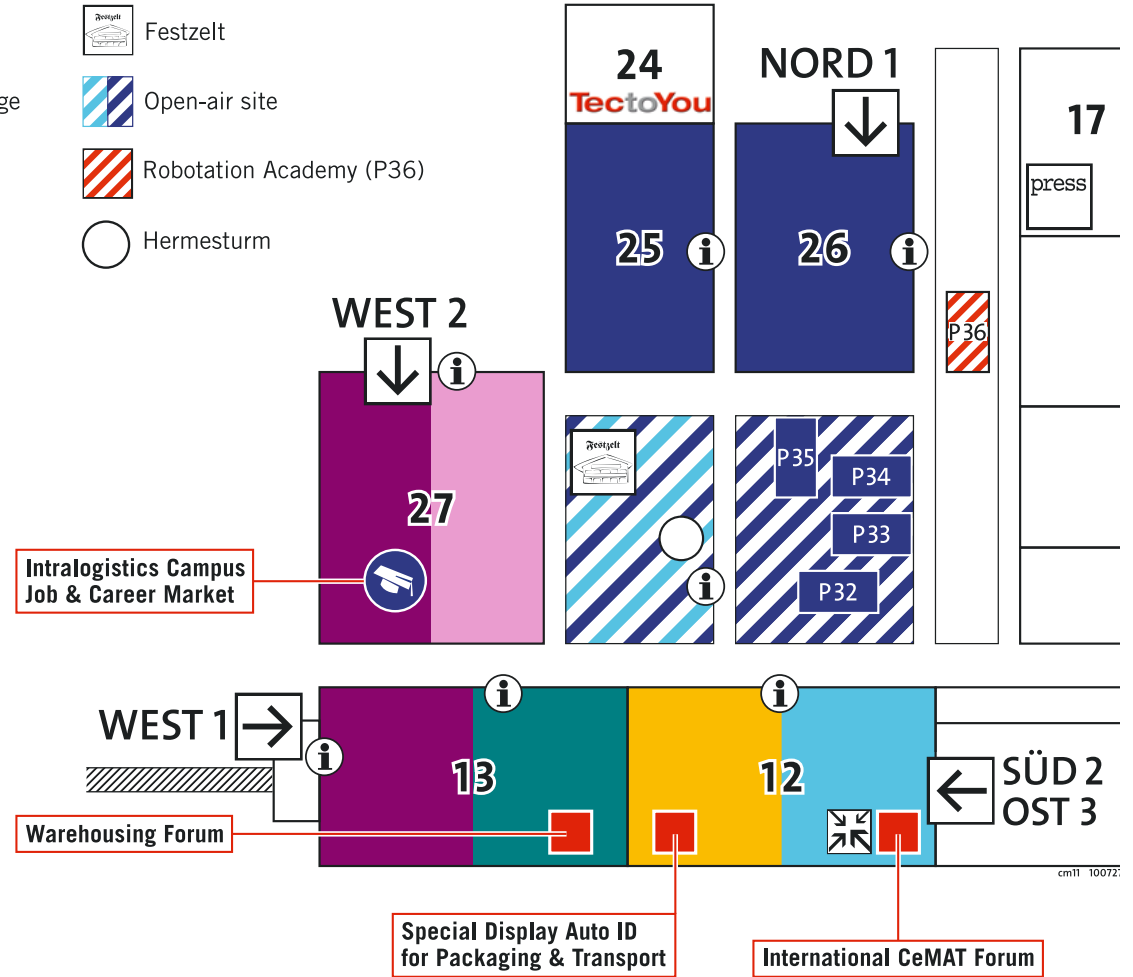 Festzelt
Festzelt
ge
Open-air site
Robotation Academy (P36)
Hermesturm
24
TectoYou
NORD 1
17
press
25
i
26
i
P36
WEST 2
i
27
Festzelt
P35
P34
P33
P32
i
Intralogistics Campus
Job & Career Market
WEST 1
i
i
13
i
12
SÜD 2
OST 3
Warehousing Forum
cm11 100727
Special Display Auto ID
for Packaging & Transport
International CeMAT Forum